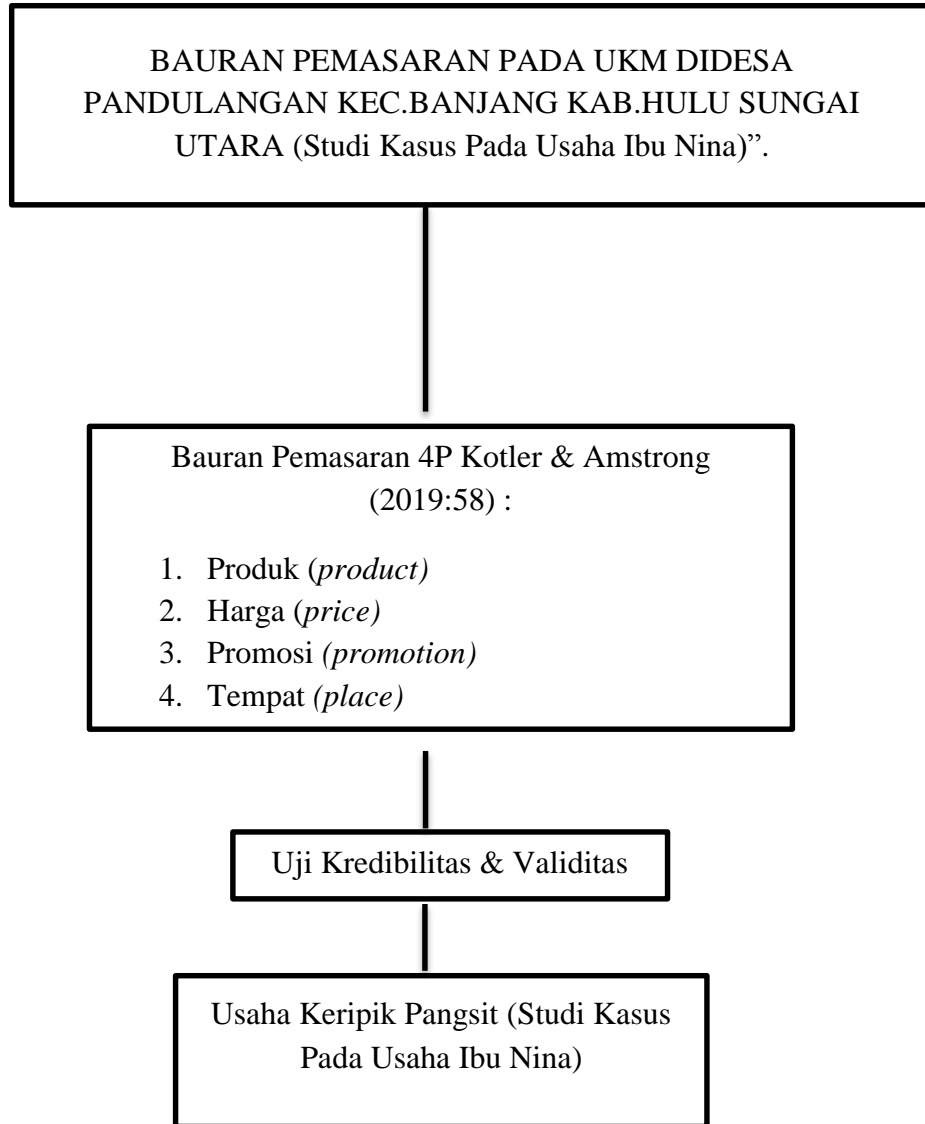 BAURAN PEMASARAN PADA UKM DIDESA
PANDULANGAN KEC.BANJANG KAB.HULU SUNGAI
UTARA (Studi Kasus Pada Usaha Ibu Nina)”.
Bauran Pemasaran 4P Kotler & Amstrong
(2019:58) :
1. Produk (product)
2. Harga (price)
3. Promosi (promotion)
4. Tempat (place)
Uji Kredibilitas & Validitas
Usaha Keripik Pangsit (Studi Kasus
Pada Usaha Ibu Nina)